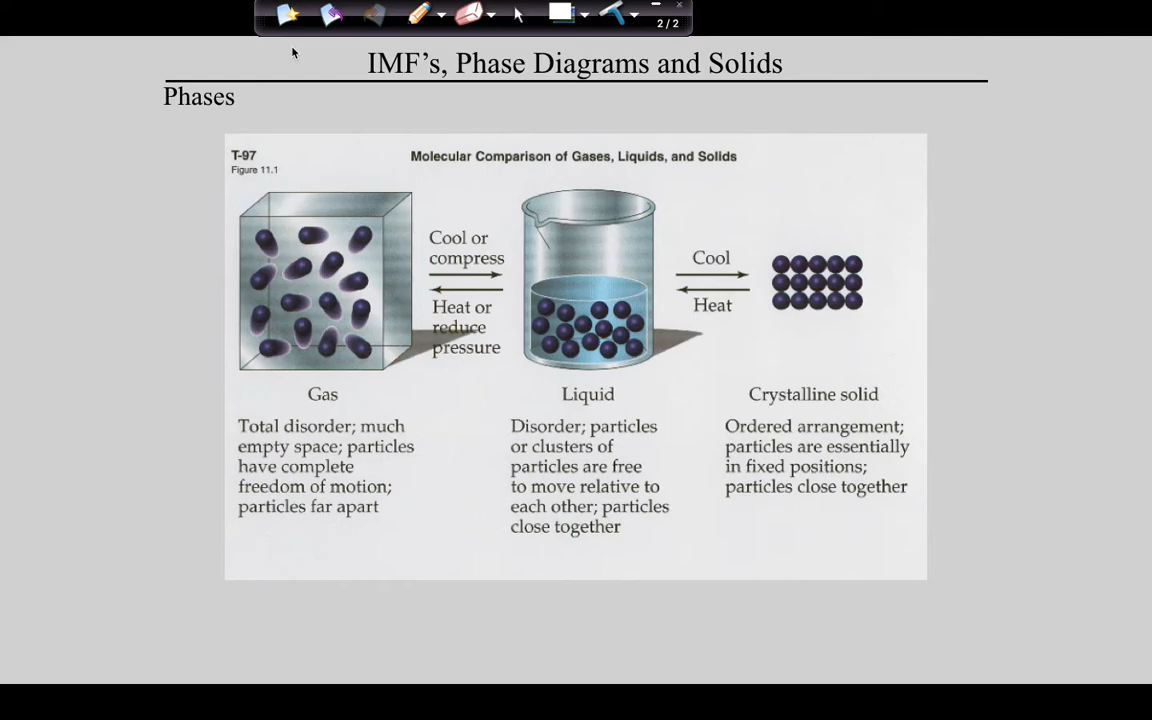 2/2
IMF's, Phase Diagrams and Solids
Phases
T-97
Figure 11.1
Molecular Comparison of Gases, Liquids, and Solids
Cool or
compress
Heat or
reduce
pressure
Cool
Heat
Gas
Total disorder; much
empty space; particles
have complete
freedom of motion;
particles far apart
Liquid
Disorder; particles
or clusters of
particles are free
to move relative to
each other; particles
close together
Crystalline solid
Ordered arrangement;
particles are essentially
in fixed positions;
particles close together